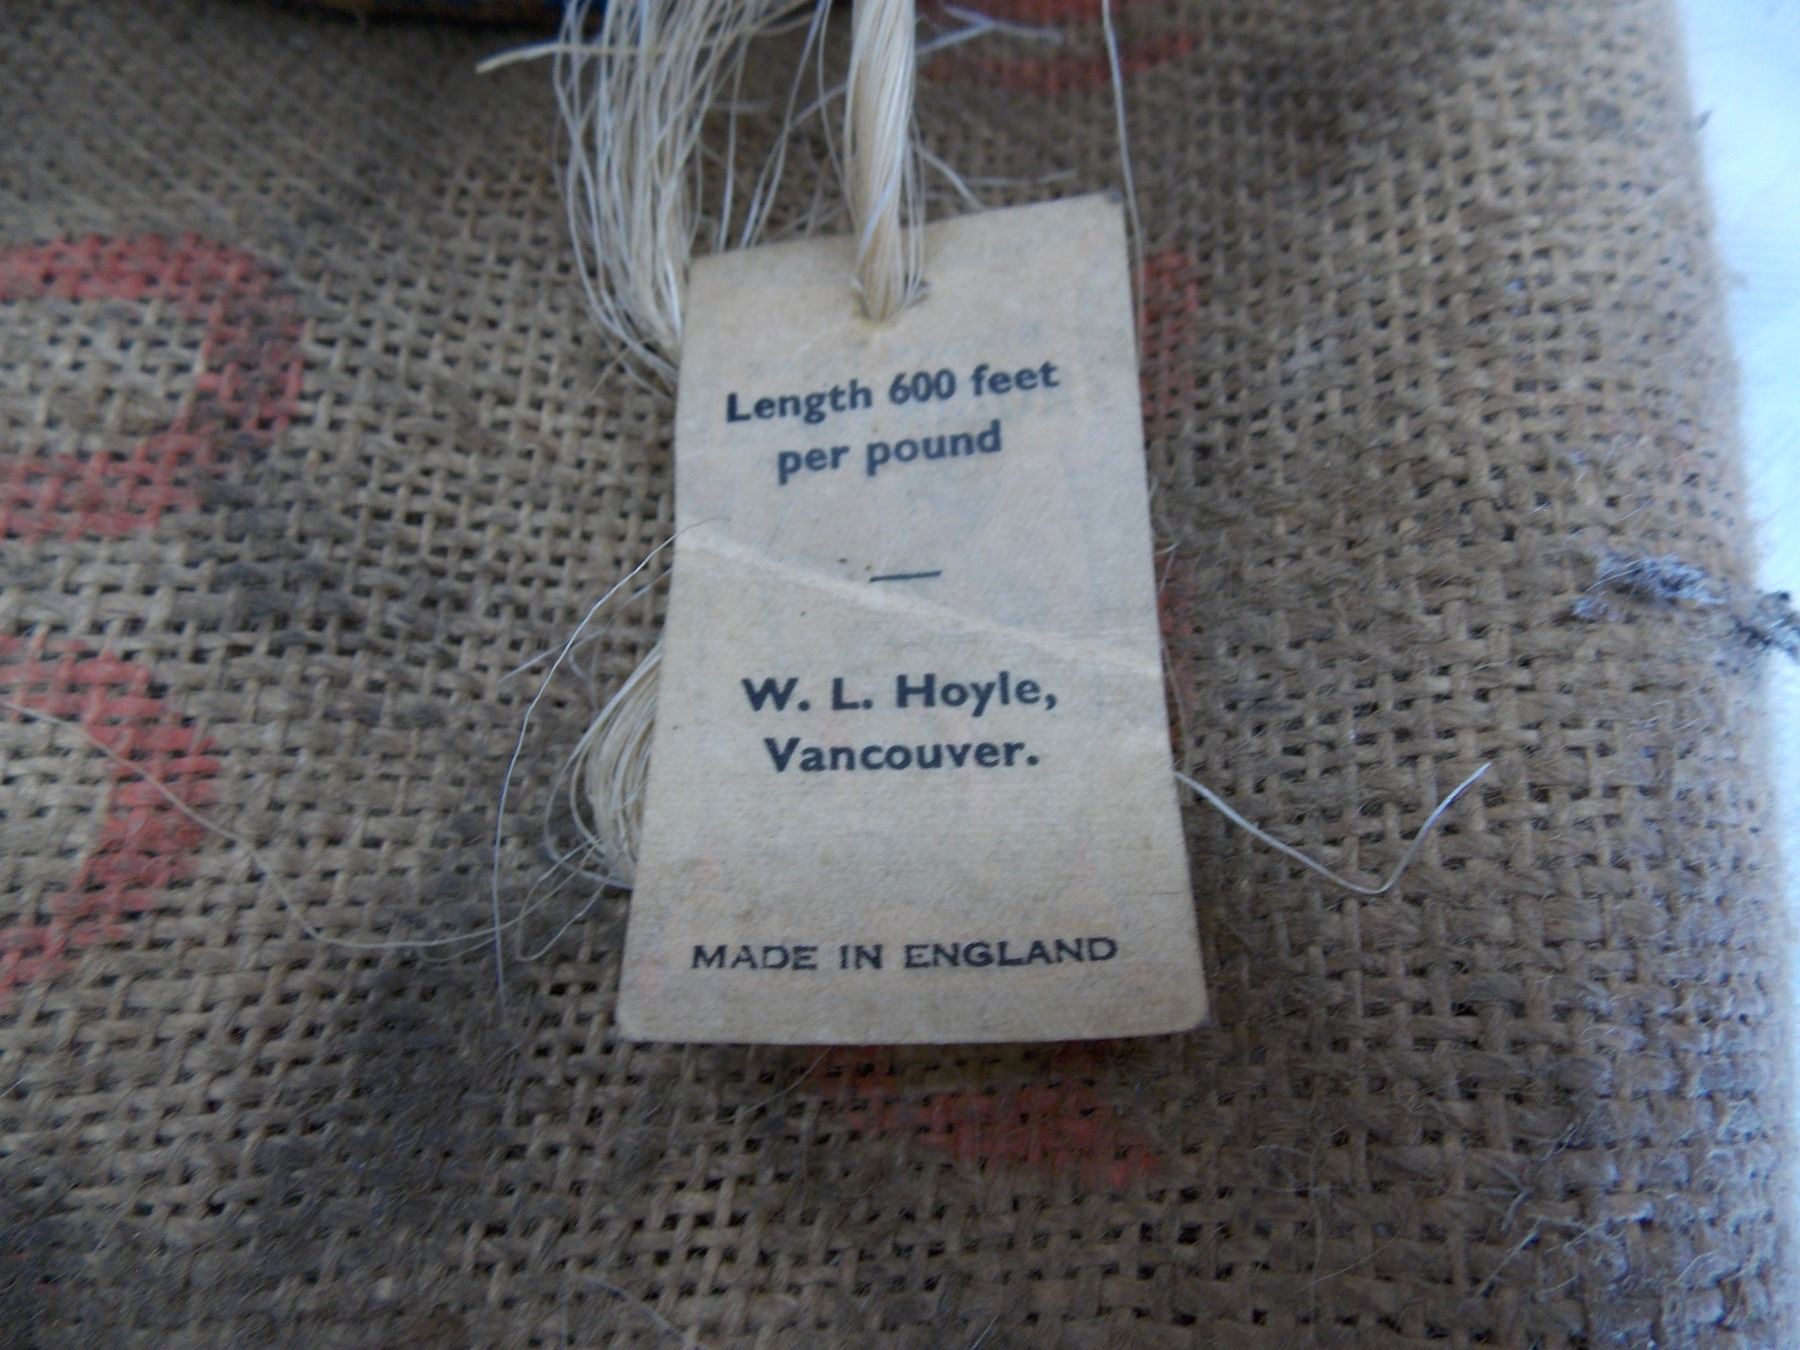 Length 600 feet
per pound
—
W. L. Hoyle,
Vancouver.
MADE IN ENGLAND